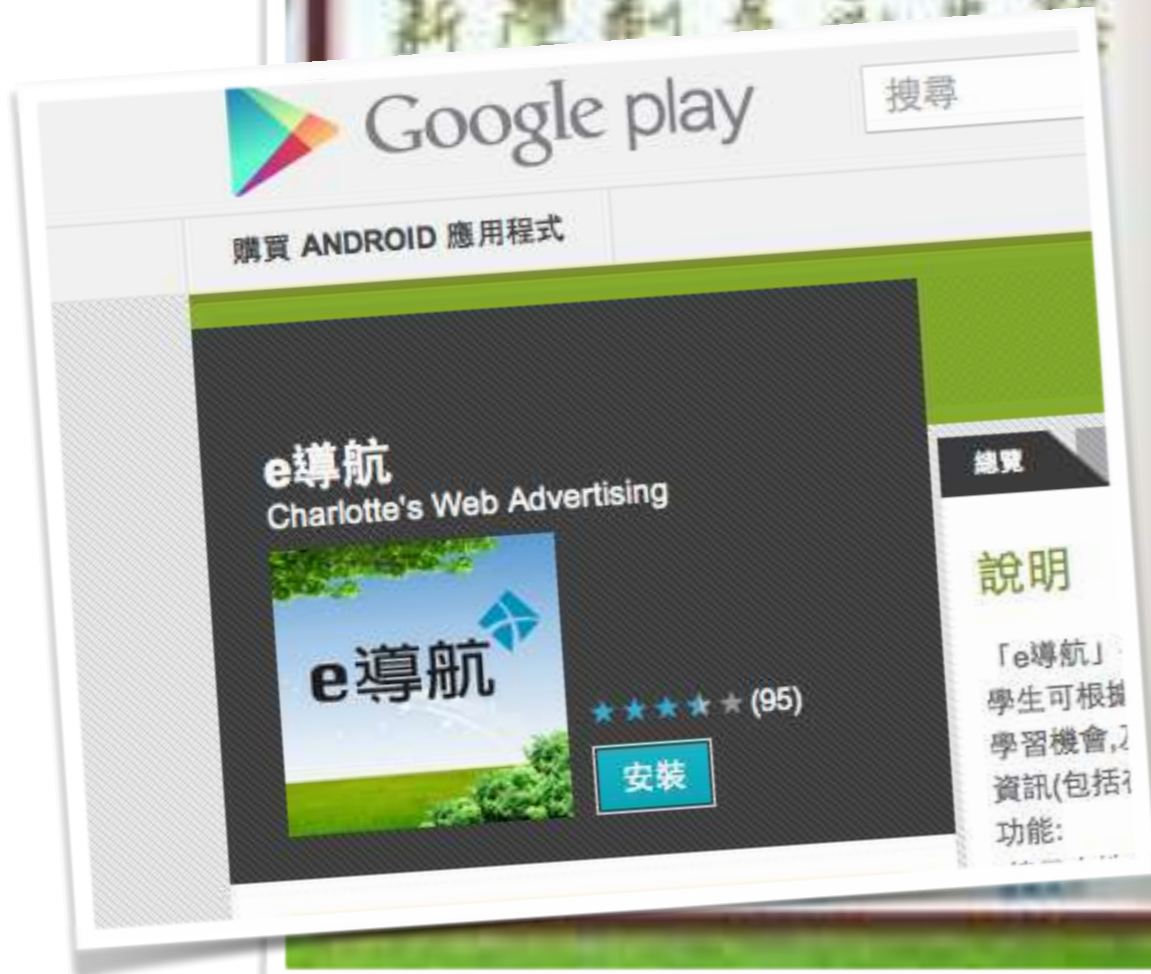 Google play
搜尋
購買 ANDROID 應用程式
e導航
Charlotte's Web Advertising
e導航
(95)
安裝
總覽
說明
「e導航」
學生可根據
學習機會,
資訊(包括
功能: